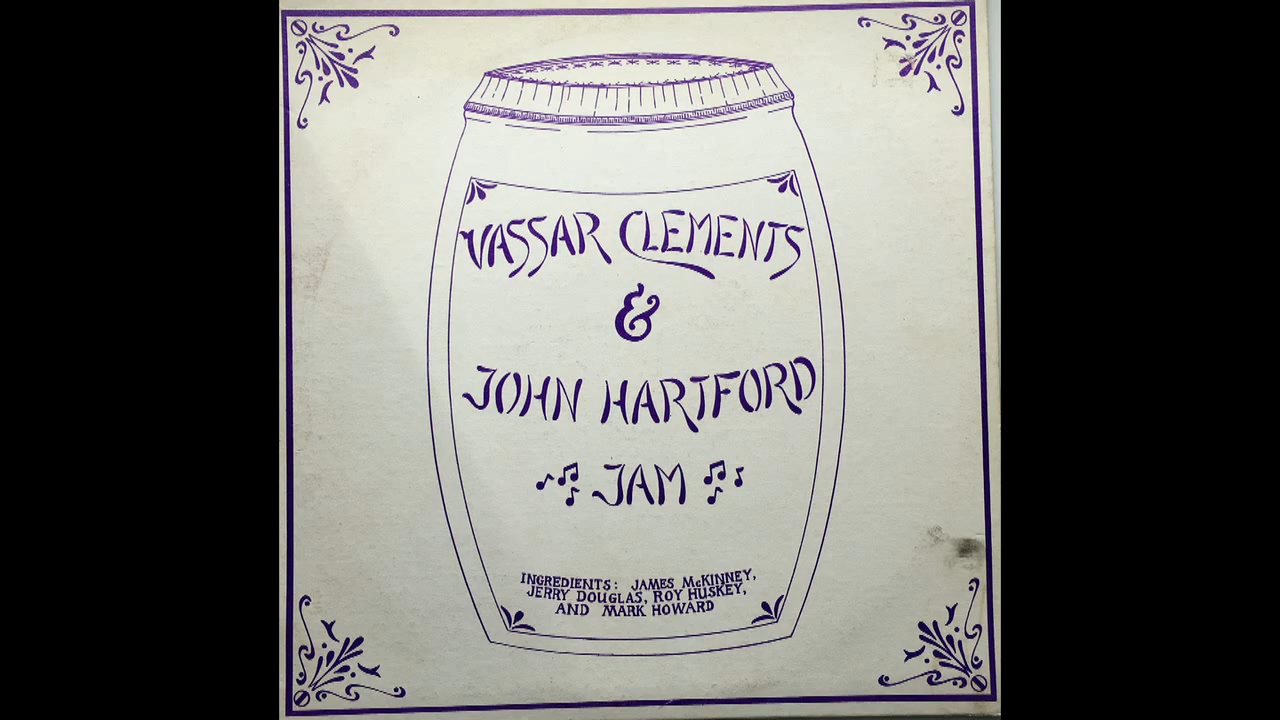 VASSAR CLEMENTS
&
JOHN HARTFORD
JAM
INGREDIENTS: JAMES McKINNEY,
JERRY DOUGLAS, ROY HUSKEY,
AND MARK HOWARD